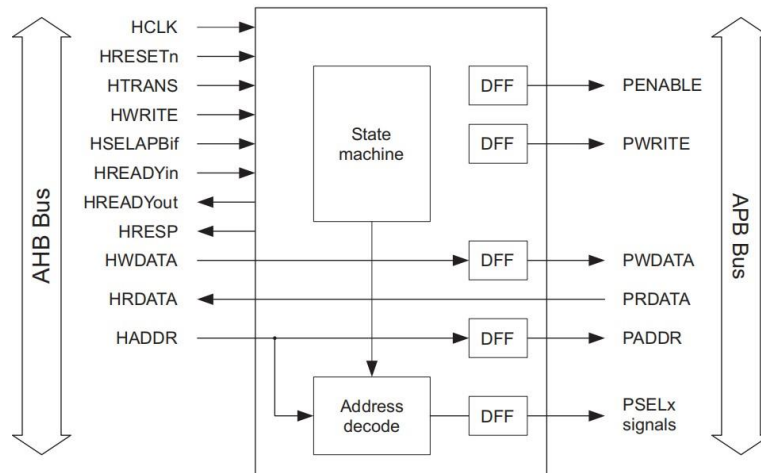 AHB Bus
HCLK
HRESETn
HTRANS
HWRITE
HSELAPBif
HREADYin
HREADYout
HRESP
HWDATA
HRDATA
HADDR
State
machine
Address
decode
DFF
DFF
DFF
DFF
DFF
PENABLE
PWRITE
PWDATA
PRDATA
PADDR
PSELx
signals
APB Bus